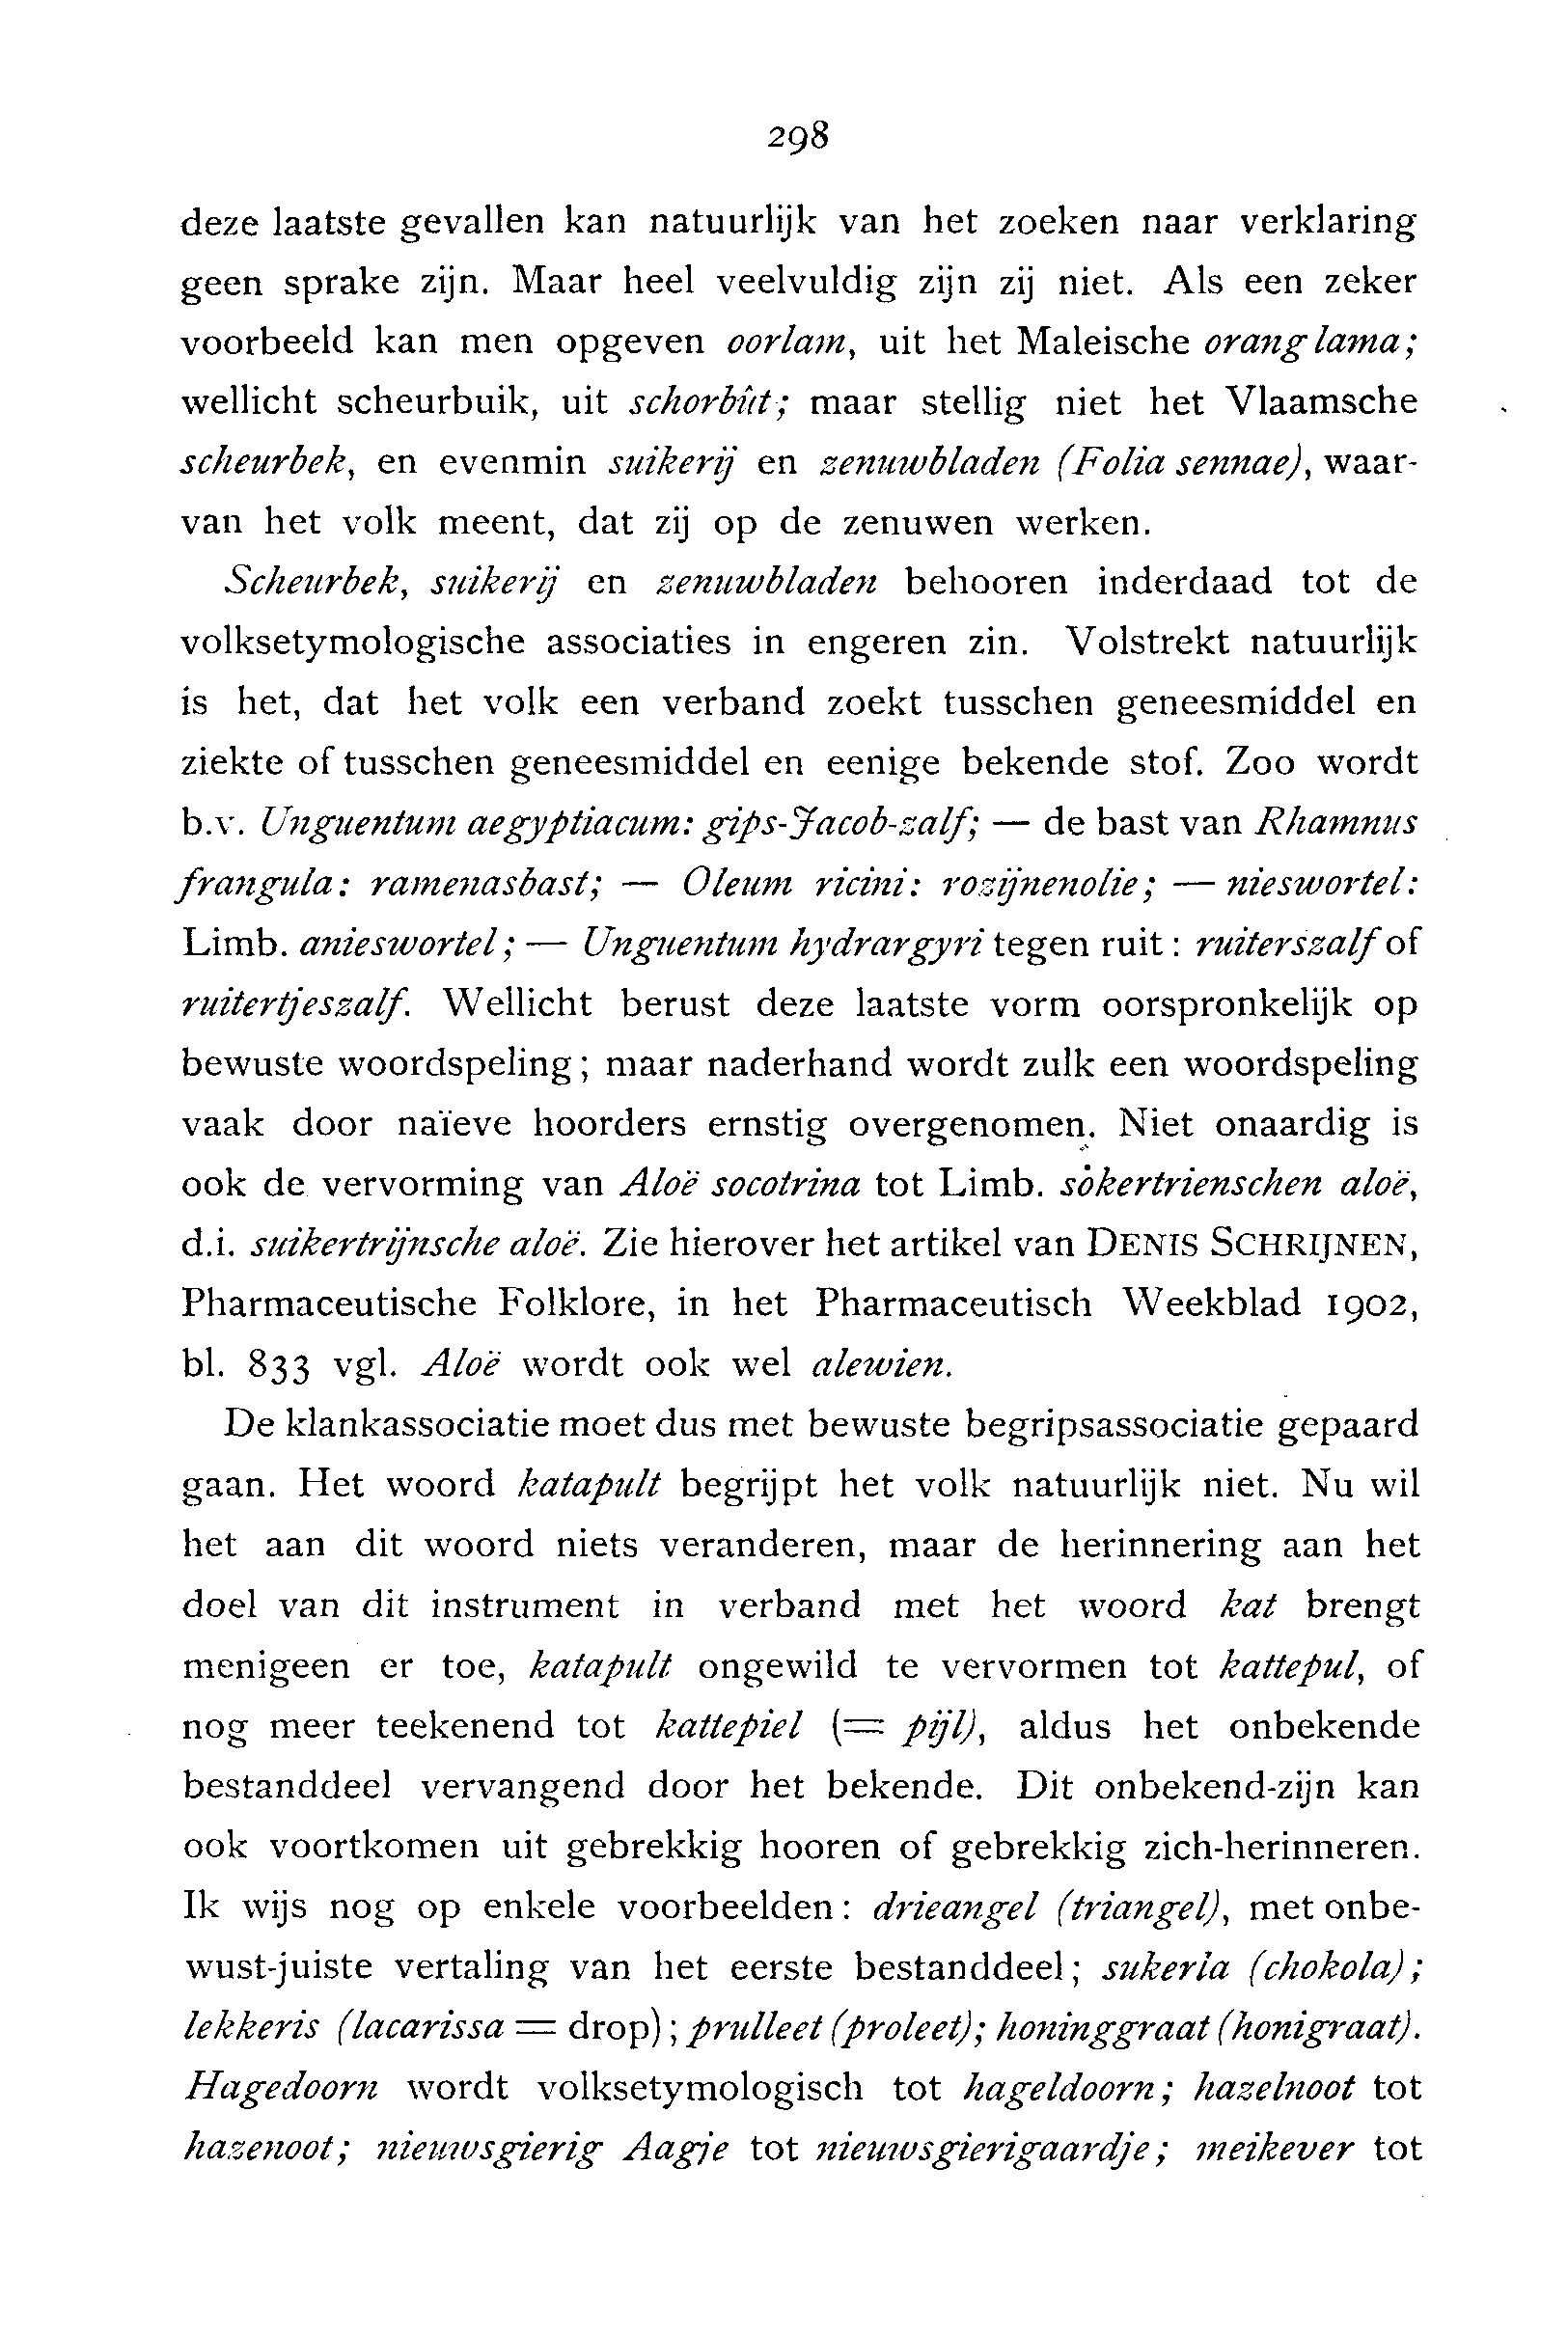 298
deze laatste gevallen kan natuurlijk van het zoeken naar verklaring
geen sprake zijn. Maar heel veelvuldig zijn zij niet. Als een zeker
voorbeeld kan men opgeven oorlam, uit het Maleische orang lama;
wellicht scheurbuik, uit schorbût; maar stellig niet het Vlaamsche
scheurbek, en evenmin suikerij en zenuwbladen (Folia sennae), waar-
van het volk meent, dat zij op de zenuwen werken.
Scheurbek, suikerij en zenuwbladen behooren inderdaad tot de
volksetymologische associaties in engeren zin. Volstrekt natuurlijk
is het, dat het volk een verband zoekt tusschen geneesmiddel en
ziekte of tusschen geneesmiddel en eenige bekende stof. Zoo wordt
b.v. Unguentum aegyptiacum: gips-Jacob-zalf; — de bast van Rhamnus
frangula: ramenasbast; — Oleum ricini: rozijnenolie; — nieswortel:
Limb. anieswortel; — Unguentum hydrargyri tegen ruit: ruiterszalf of
ruitertjeszalf. Wellicht berust deze laatste vorm oorspronkelijk op
bewuste woordspeling; maar naderhand wordt zulk een woordspeling
vaak door naïeve hoorders ernstig overgenomen. Niet onaardig is
ook de vervorming van Aloë socotrina tot Limb. sòkertrienschen aloë,
d.i. suikertrijnsche aloë. Zie hierover het artikel van DENIS SCHRIJNEN,
Pharmaceutische Folklore, in het Pharmaceutisch Weekblad 1902,
bl. 833 vgl. Aloë wordt ook wel alewien.
De klankassociatie moet dus met bewuste begripsassociatie gepaard
gaan. Het woord katapult begrijpt het volk natuurlijk niet. Nu wil
het aan dit woord niets veranderen, maar de herinnering aan het
doel van dit instrument in verband met het woord kat brengt
menigeen er toe, katapult ongewild te vervormen tot kattepul, of
nog meer teekenend tot kattepiel (= pijl), aldus het onbekende
bestanddeel vervangend door het bekende. Dit onbekend-zijn kan
ook voortkomen uit gebrekkig hooren of gebrekkig zich-herinneren.
Ik wijs nog op enkele voorbeelden: drieangel (triangel), met onbe-
wust-juiste vertaling van het eerste bestanddeel; sukerla (chokola);
lekkeris (lacarissa = drop); prulleet (proleet); honinggraat (honigraat).
Hagedoorn wordt volksetymologisch tot hageldoorn; hazelnoot tot
hazenoot; nieuwsgierig Aagje tot nieuwsgierigaardje; meikever tot